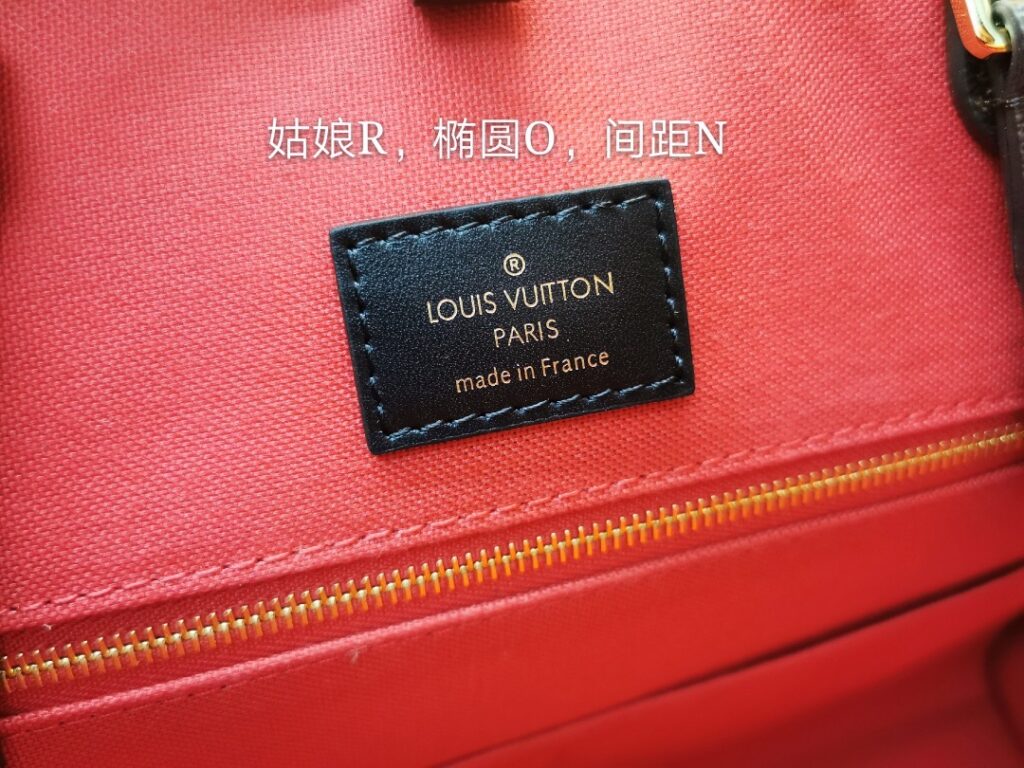 姑娘R，椭圆O，间距N
®
LOUIS VUITTON
PARIS
made in France